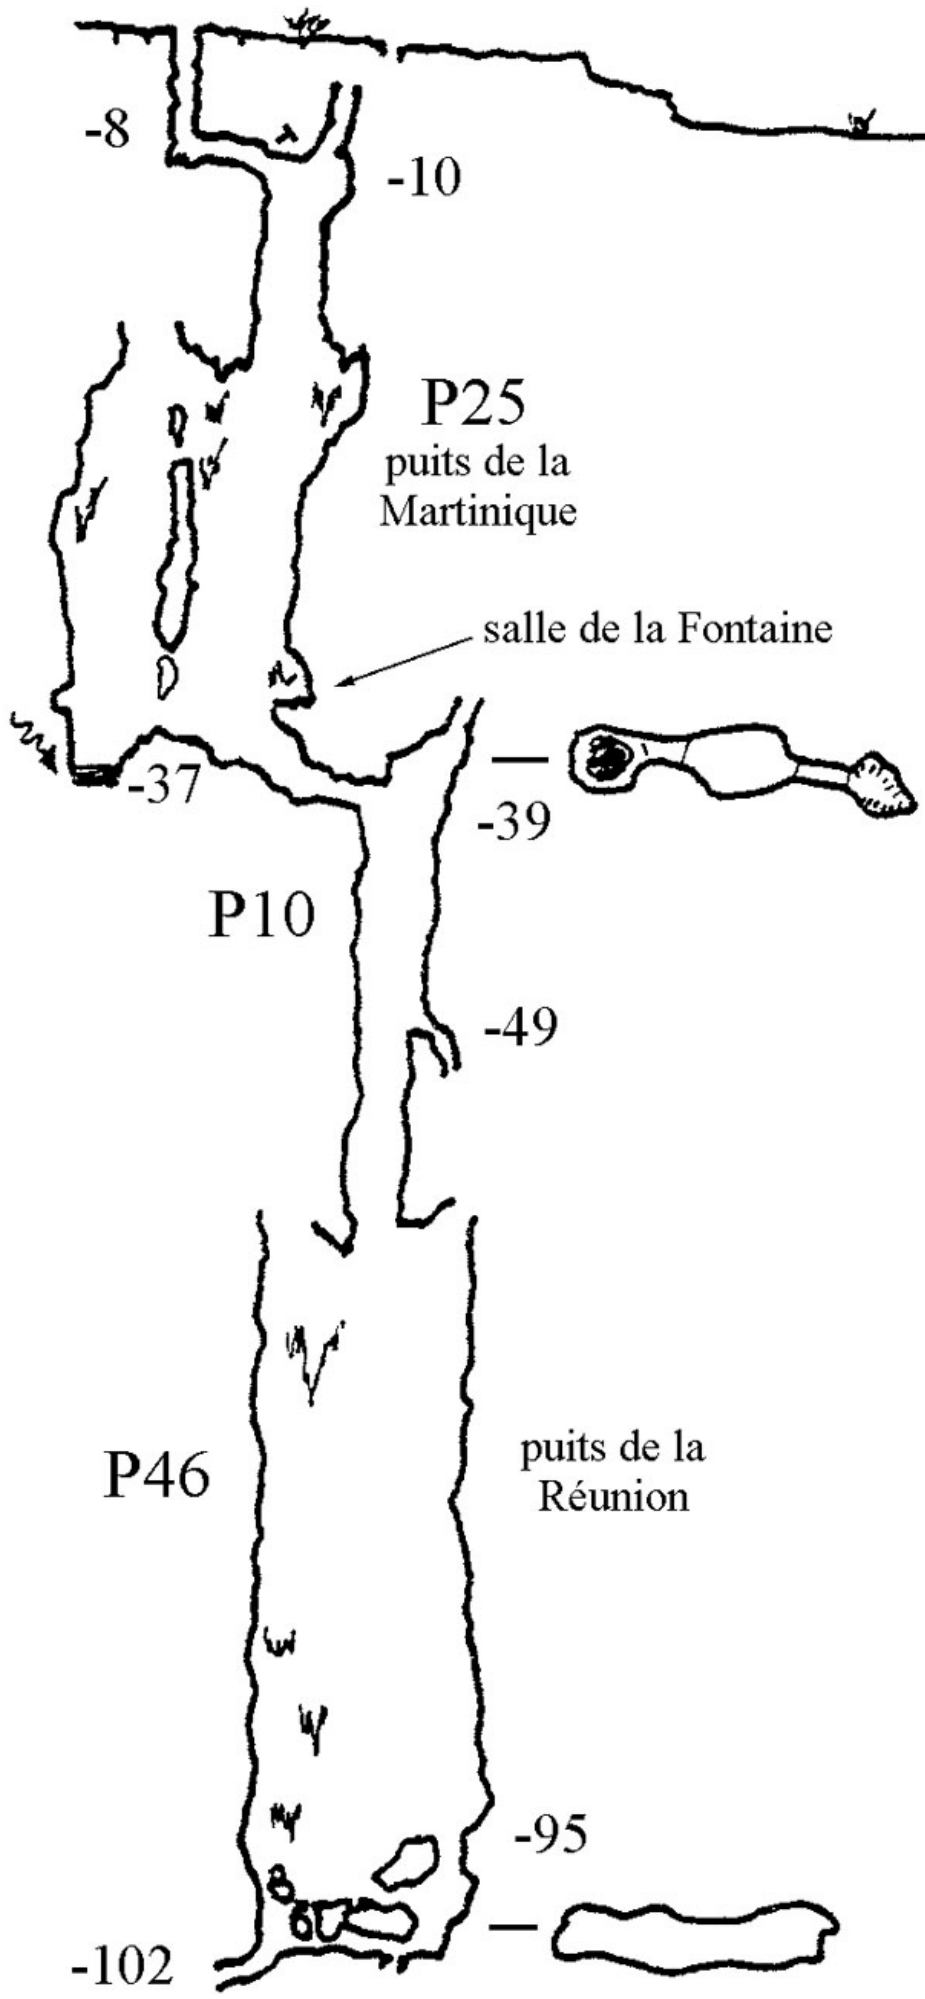 -8
-10
P25
puits de la
Martinique
salle de la Fontaine
-37
-39
P10
-49
P46
puits de la
Réunion
-95
-102